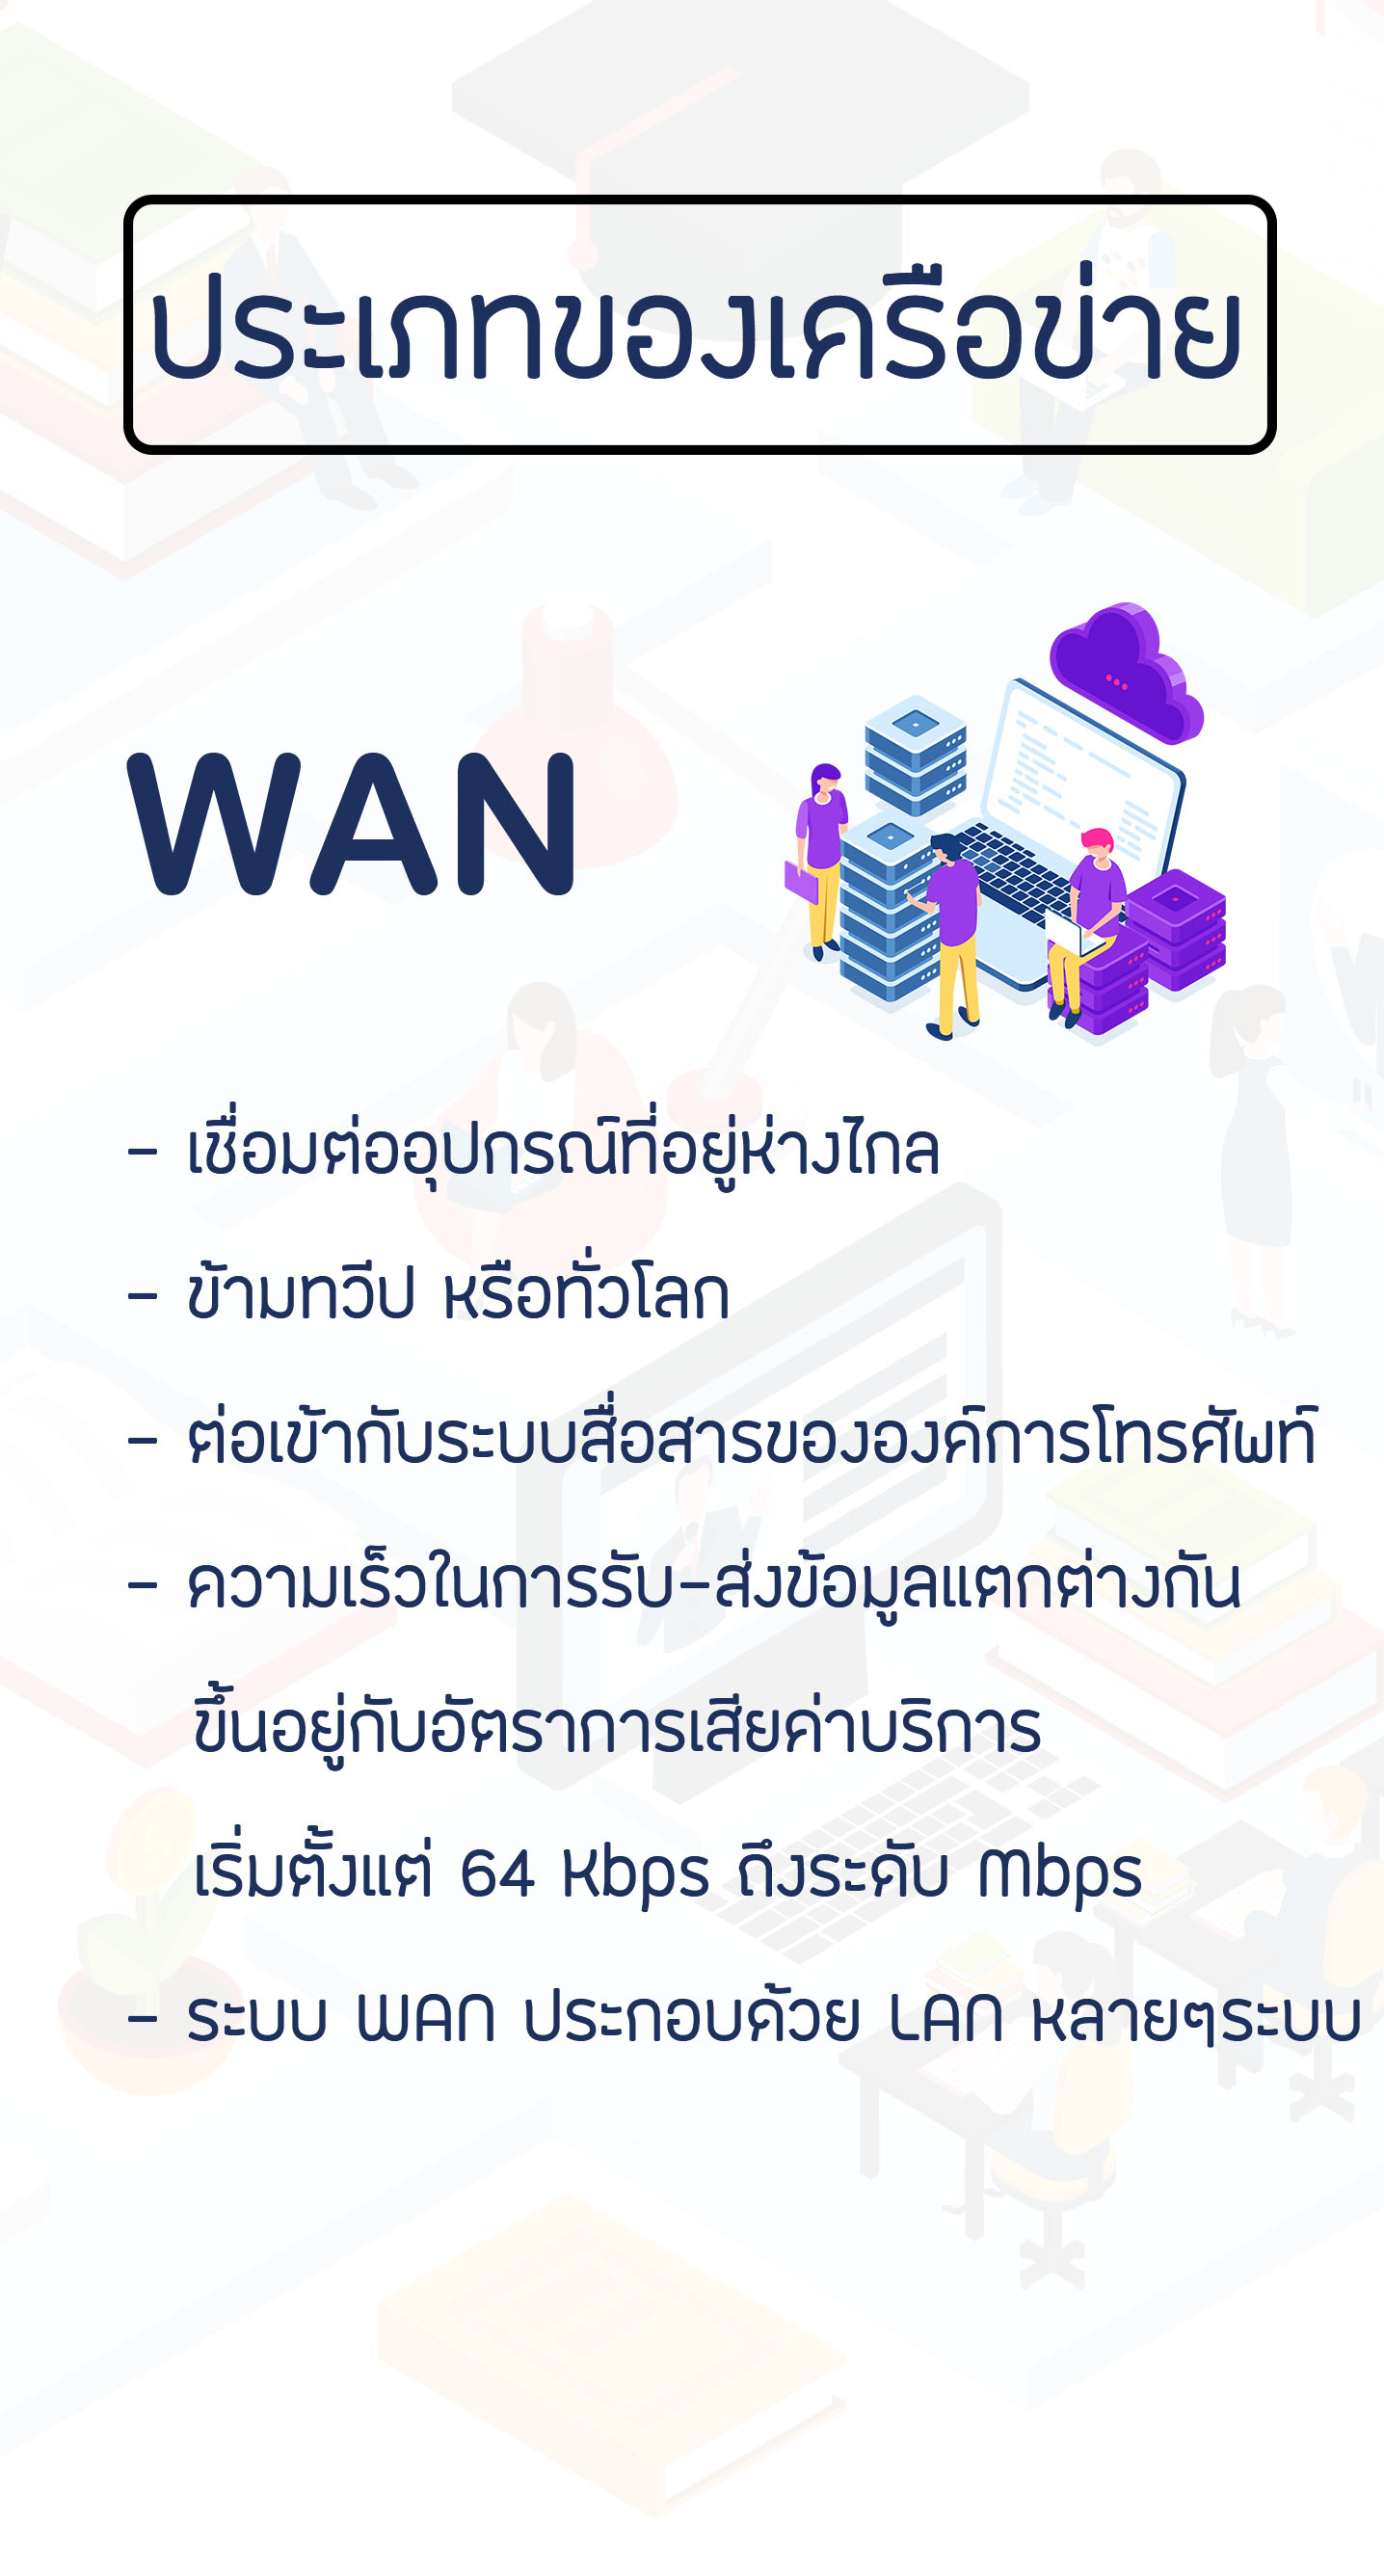 ประเภทของเครือข่าย
WAN
- เชื่อมต่ออุปกรณ์ที่อยู่ห่างไกล
- ข้ามทวีป หรือทั่วโลก
- ต่อเข้ากับระบบสื่อสารขององค์การโทรศัพท์
- ความเร็วในการรับ-ส่งข้อมูลแตกต่างกัน
ขึ้นอยู่กับอัตราการเสียค่าบริการ
เริ่มตั้งแต่ 64 Kbps ถึงระดับ Mbps
- ระบบ WAN ประกอบด้วย LAN หลายๆระบบ